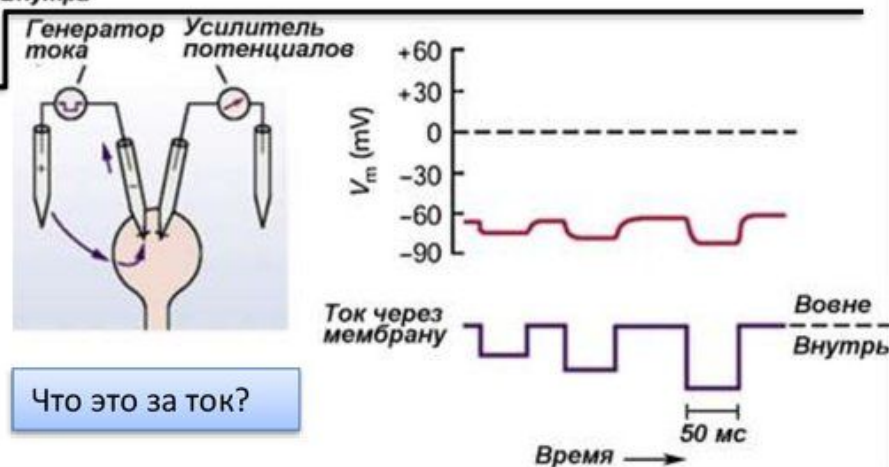 Генератор
тока
Усилитель
потенциалов
+
−
+60
+30
0
−30
−60
−90
Vm (mV)
Ток через
мембрану
Вовне
Внутрь
50 мс
Время
Что это за ток?